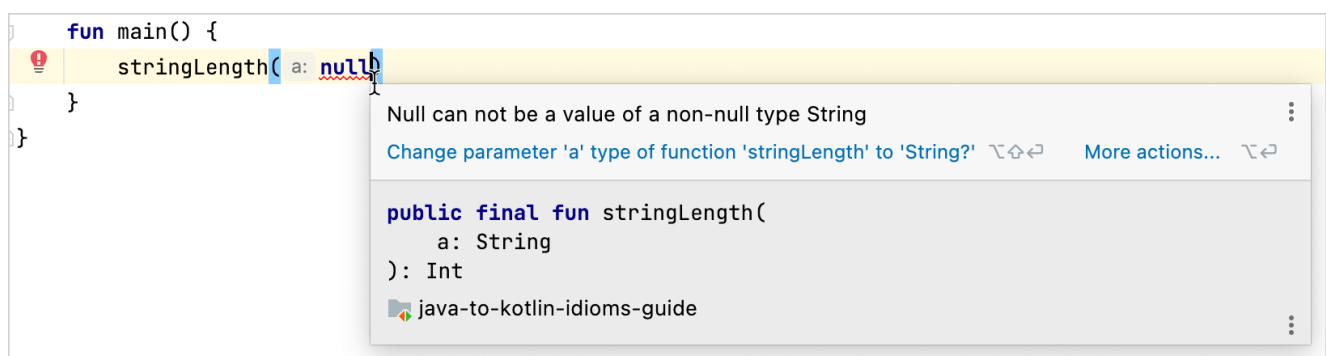 fun main() {
stringLength( a: null)
}
}
Null can not be a value of a non-null type String
Change parameter 'a' type of function 'stringLength' to 'String?' ⌥⇧⏎ More actions... ⌥⏎
public final fun stringLength(
a: String
): Int
java-to-kotlin-idioms-guide